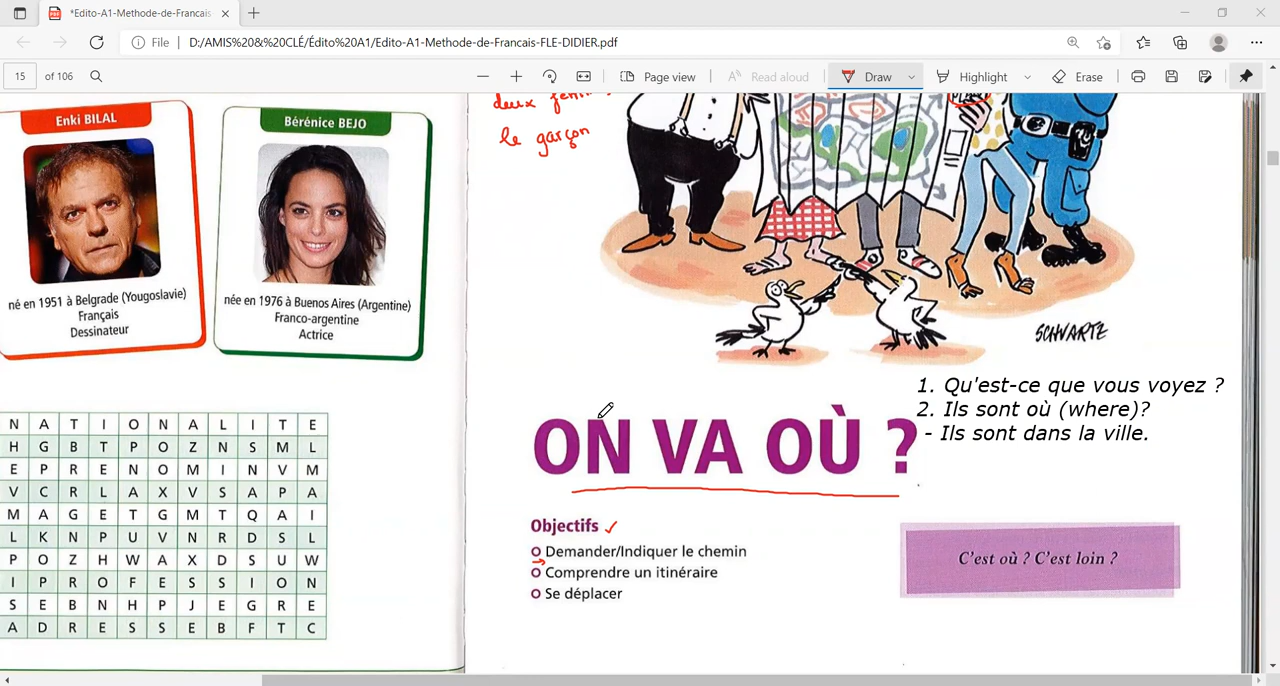 *Edito-A1-Methode-de-Francais
File
D:/AMIS%20&%20CLÉ/Édito%20A1/Edito-A1-Methode-de-Francais-FLE-DIDIER.pdf
15 of 106
Page view
Read aloud
Draw
Highlight
Erase
Enki BILAL
né en 1951 à Belgrade (Yougoslavie)
Français
Dessinateur
Bérénice BEJO
née en 1976 à Buenos Aires (Argentine)
Franco-argentine
Actrice
N A T I O N A L I T E
H G B T P O Z N S M L
E P R E N O M I N V M
V C R L A X V S A P A
M A G E T G M T Q A I
L K N P U V N R D S L
P O Z H W A X D S U W
I P R O F E S S I O N
S E B N H P J E G R E
A D R E S S E B F T C
deux
le garçon
SCHWARTZ
1. Qu'est-ce que vous voyez ?
2. Ils sont où (where)?
- Ils sont dans la ville.
ON VA OÙ ?
Objectifs
Demander/Indiquer le chemin
Comprendre un itinéraire
Se déplacer
C'est où ? C'est loin ?